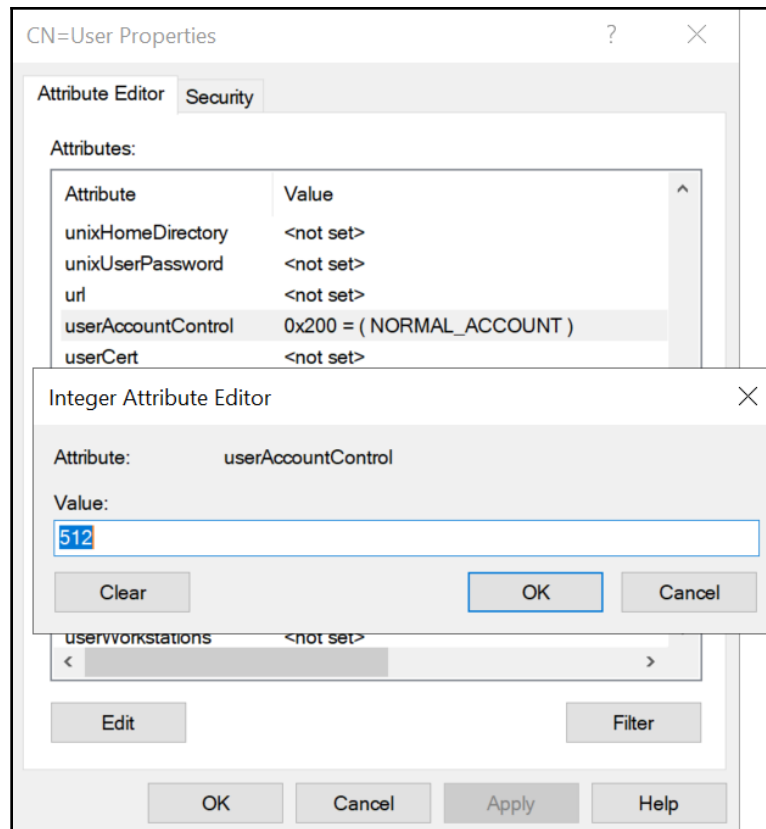 CN=User Properties ? ×
Attribute Editor Security
Attributes:
Attribute Value
unixHomeDirectory <not set>
unixUserPassword <not set>
url <not set>
userAccountControl 0x200 = ( NORMAL_ACCOUNT )
userCert <not set>
Integer Attribute Editor ×
Attribute: userAccountControl
Value:
512
Clear OK Cancel
userWorkstations <not set>
Edit Filter
OK Cancel Apply Help